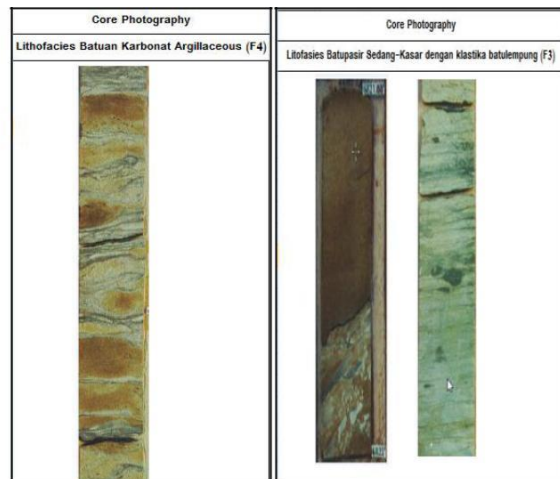 Core Photography
Lithofacies Batuan Karbonat Argillaceous (F4)
Core Photography
Litofasies Batupasir Sedang-Kasar dengan klastika batulempung (F3)